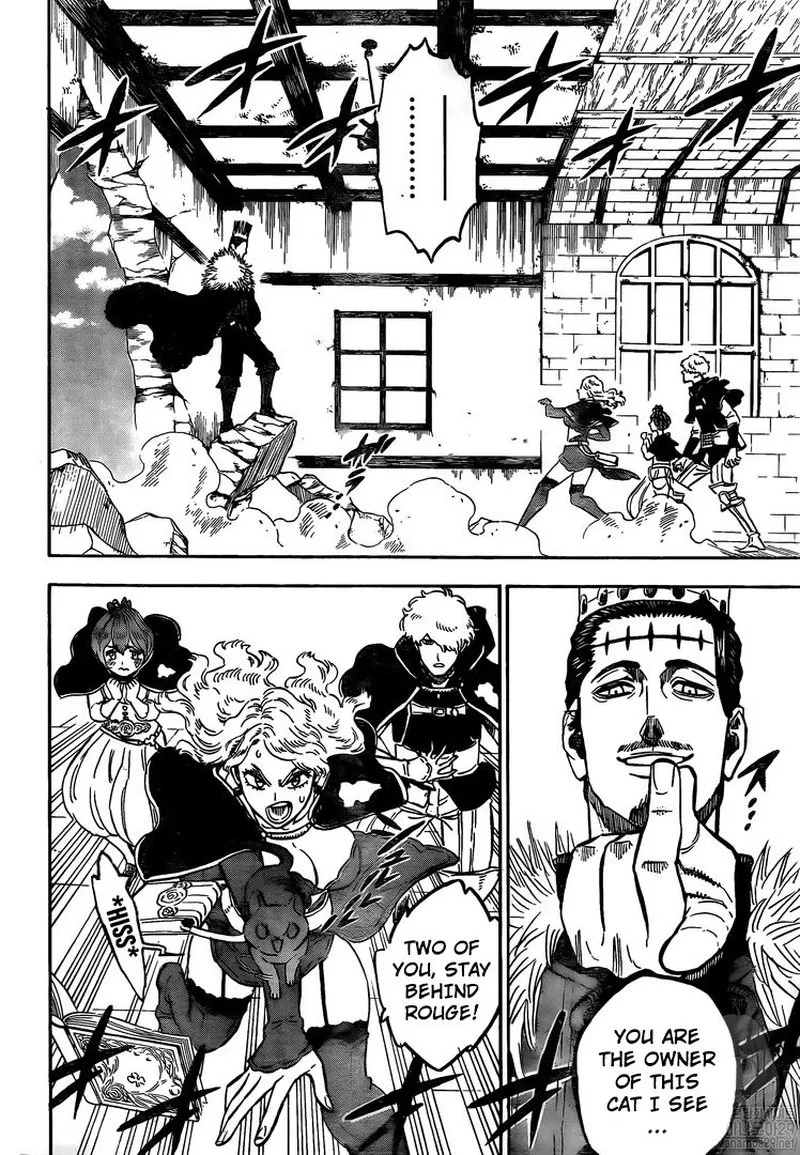 ..........
.........
*HISS*
TWO OF
YOU, STAY
BEHIND
ROUGE!
YOU ARE
THE OWNER
OF THIS
CAT I SEE
...